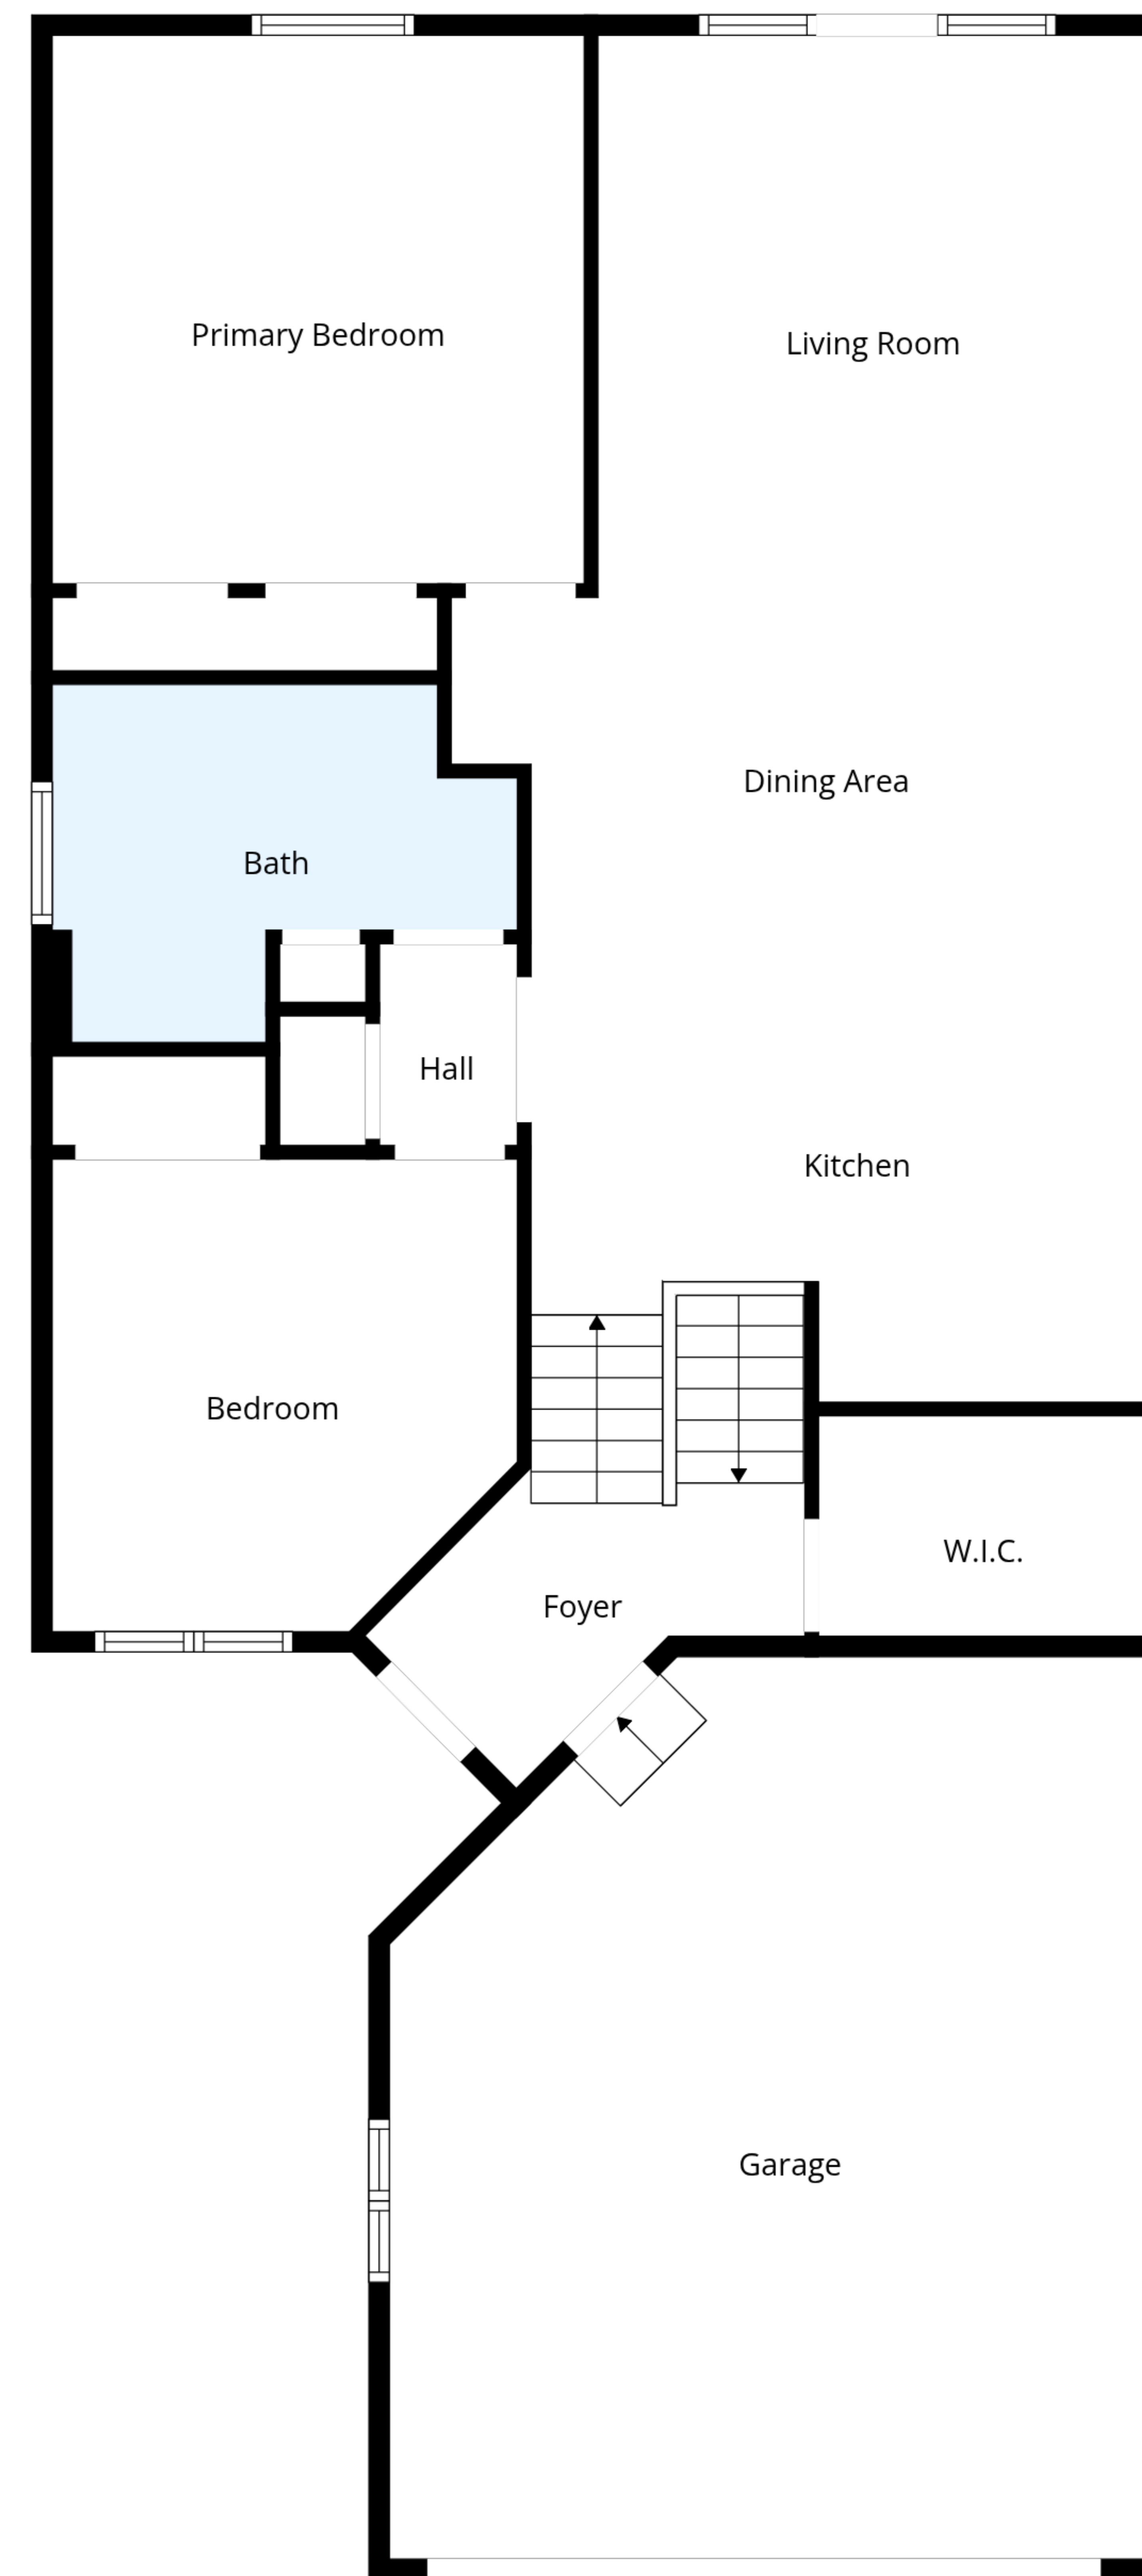 Primary Bedroom
Living Room
Dining Area
Bath
Hall
Kitchen
Bedroom
W.I.C.
Foyer
Garage